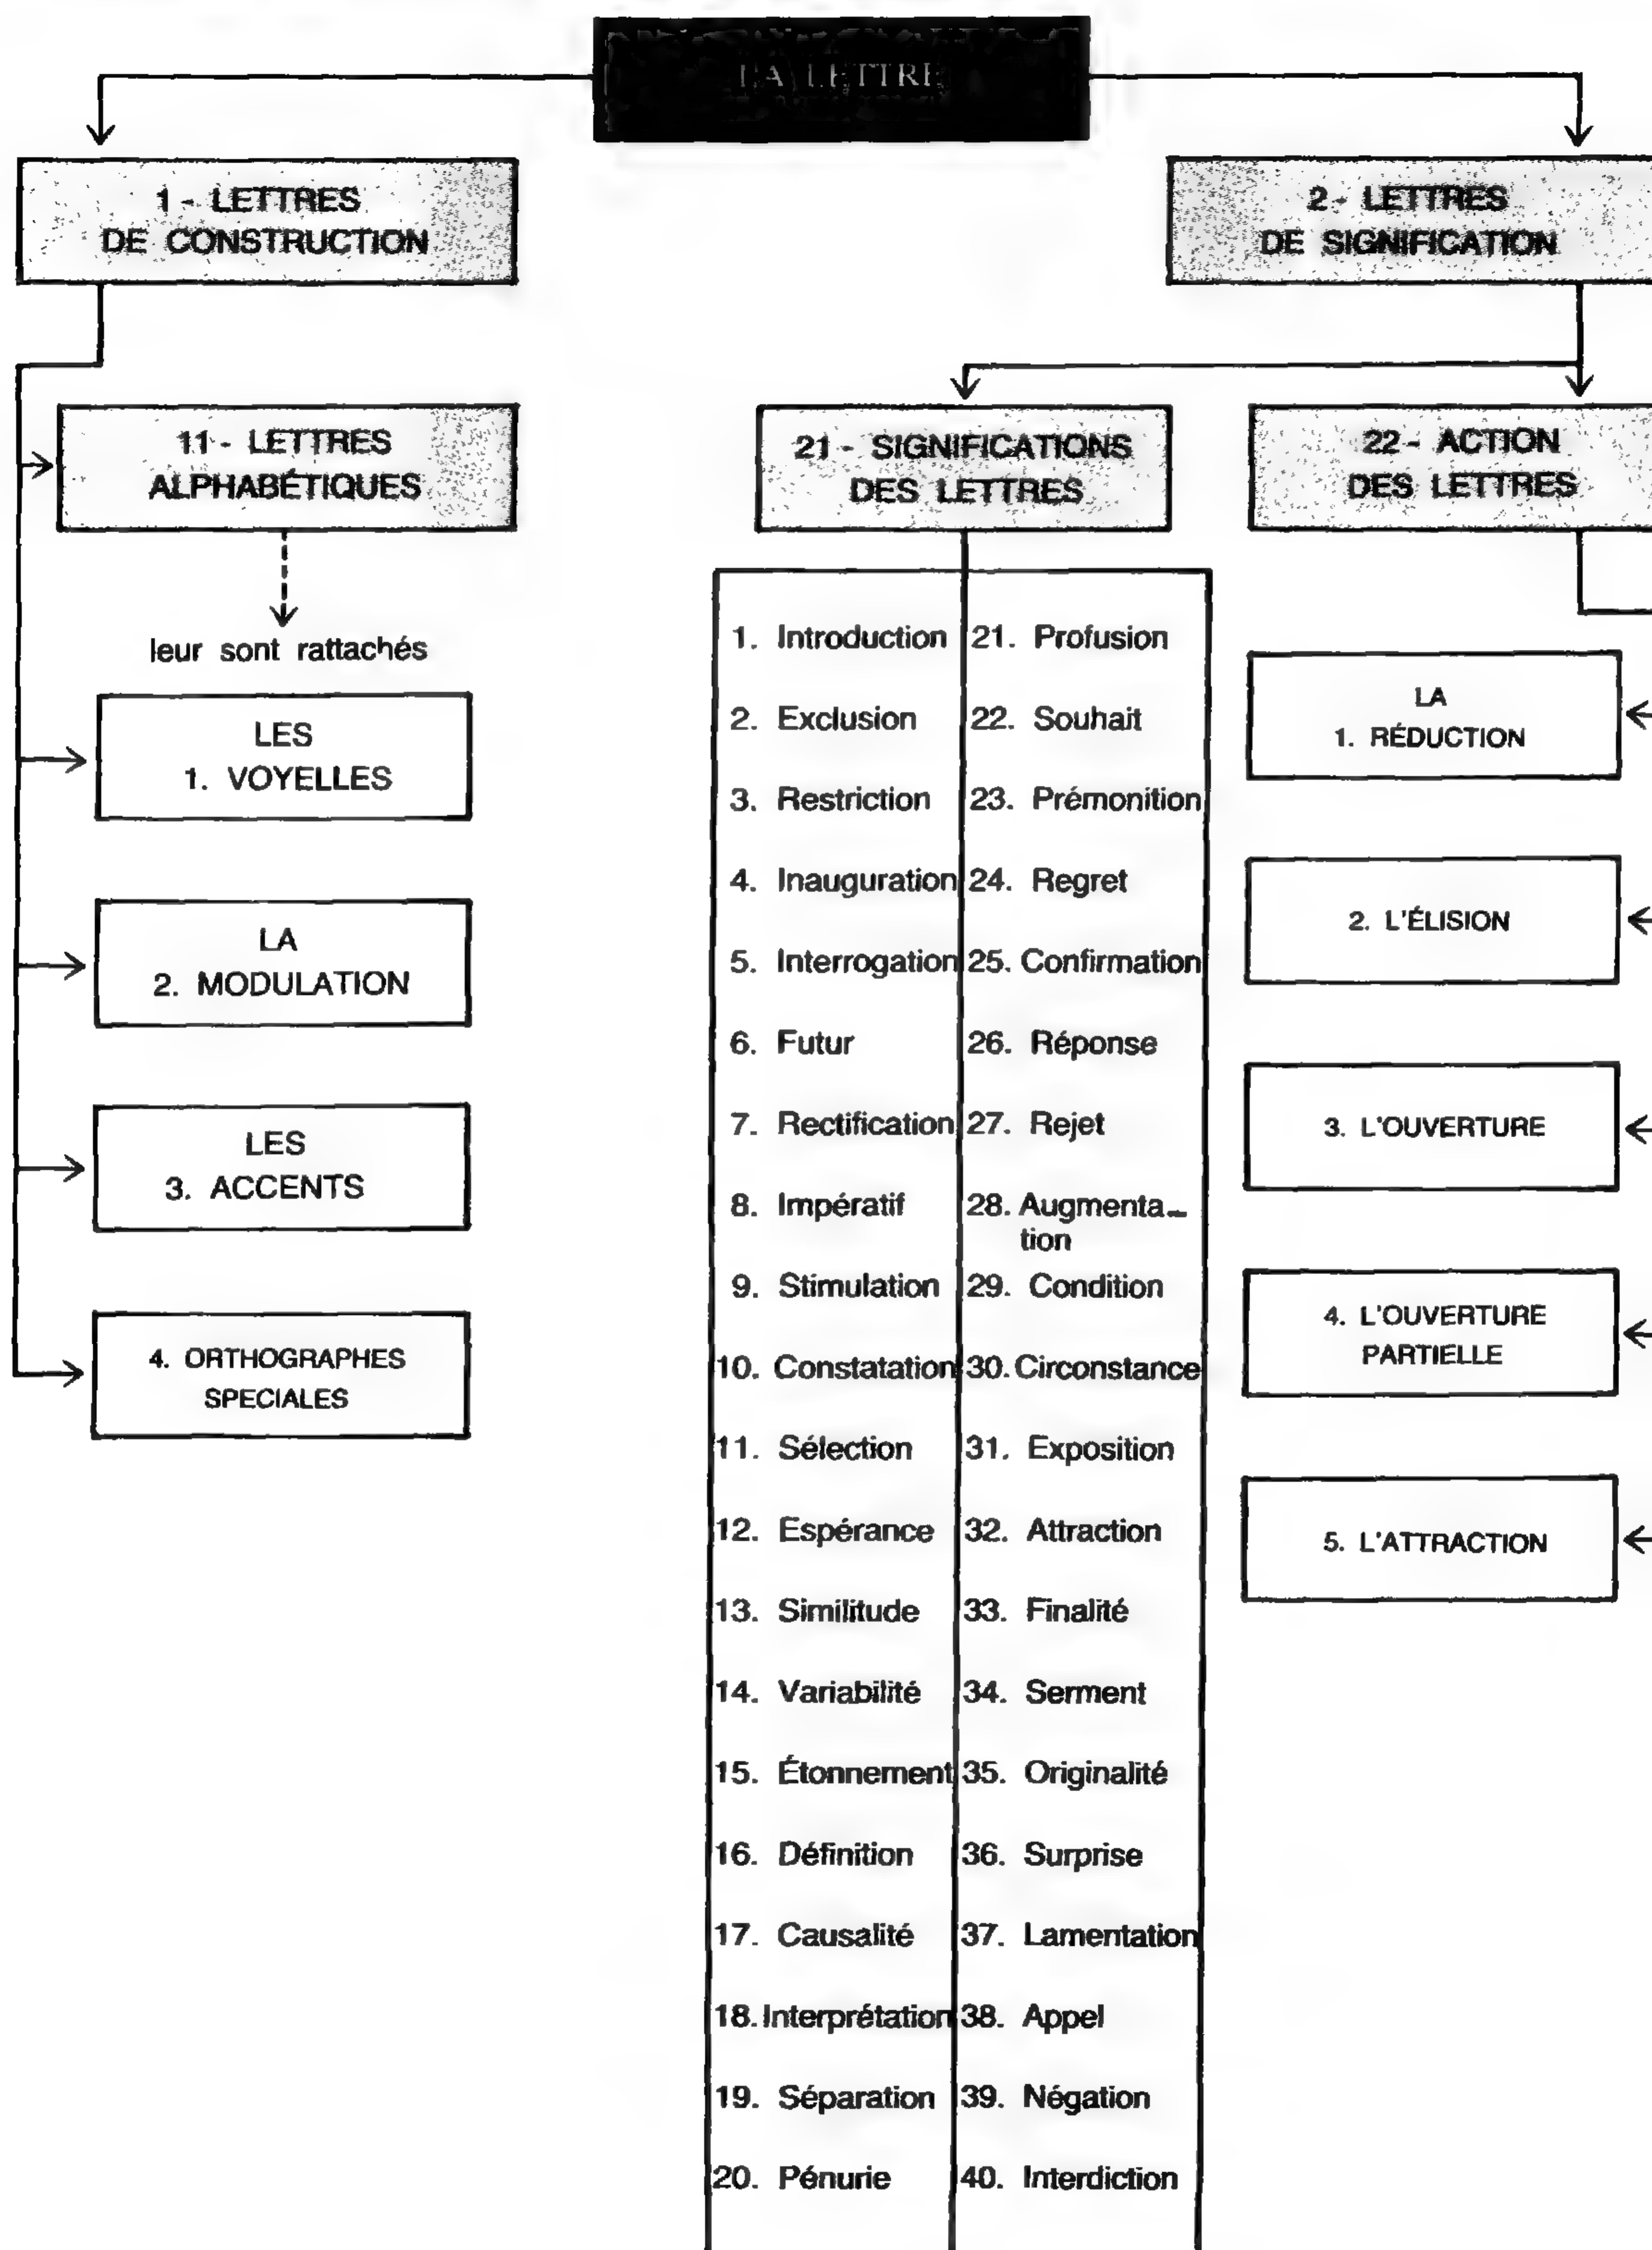 LA LETTRE
1 - LETTRES
DE CONSTRUCTION
2 - LETTRES
DE SIGNIFICATION
11 - LETTRES
ALPHABÉTIQUES
21 - SIGNIFICATIONS
DES LETTRES
22 - ACTION
DES LETTRES
leur sont rattachés
LES
1. VOYELLES
LA
2. MODULATION
LES
3. ACCENTS
4. ORTHOGRAPHES
SPECIALES
1. Introduction
2. Exclusion
3. Restriction
4. Inauguration
5. Interrogation
6. Futur
7. Rectification
8. Impératif
9. Stimulation
10. Constatation
11. Sélection
12. Espérance
13. Similitude
14. Variabilité
15. Étonnement
16. Définition
17. Causalité
18. Interprétation
19. Séparation
20. Pénurie
21. Profusion
22. Souhait
23. Prémonition
24. Regret
25. Confirmation
26. Réponse
27. Rejet
28. Augmenta-
tion
29. Condition
30. Circonstance
31. Exposition
32. Attraction
33. Finalité
34. Serment
35. Originalité
36. Surprise
37. Lamentation
38. Appel
39. Négation
40. Interdiction
LA
1. RÉDUCTION
2. L'ÉLISION
3. L'OUVERTURE
4. L'OUVERTURE
PARTIELLE
5. L'ATTRACTION